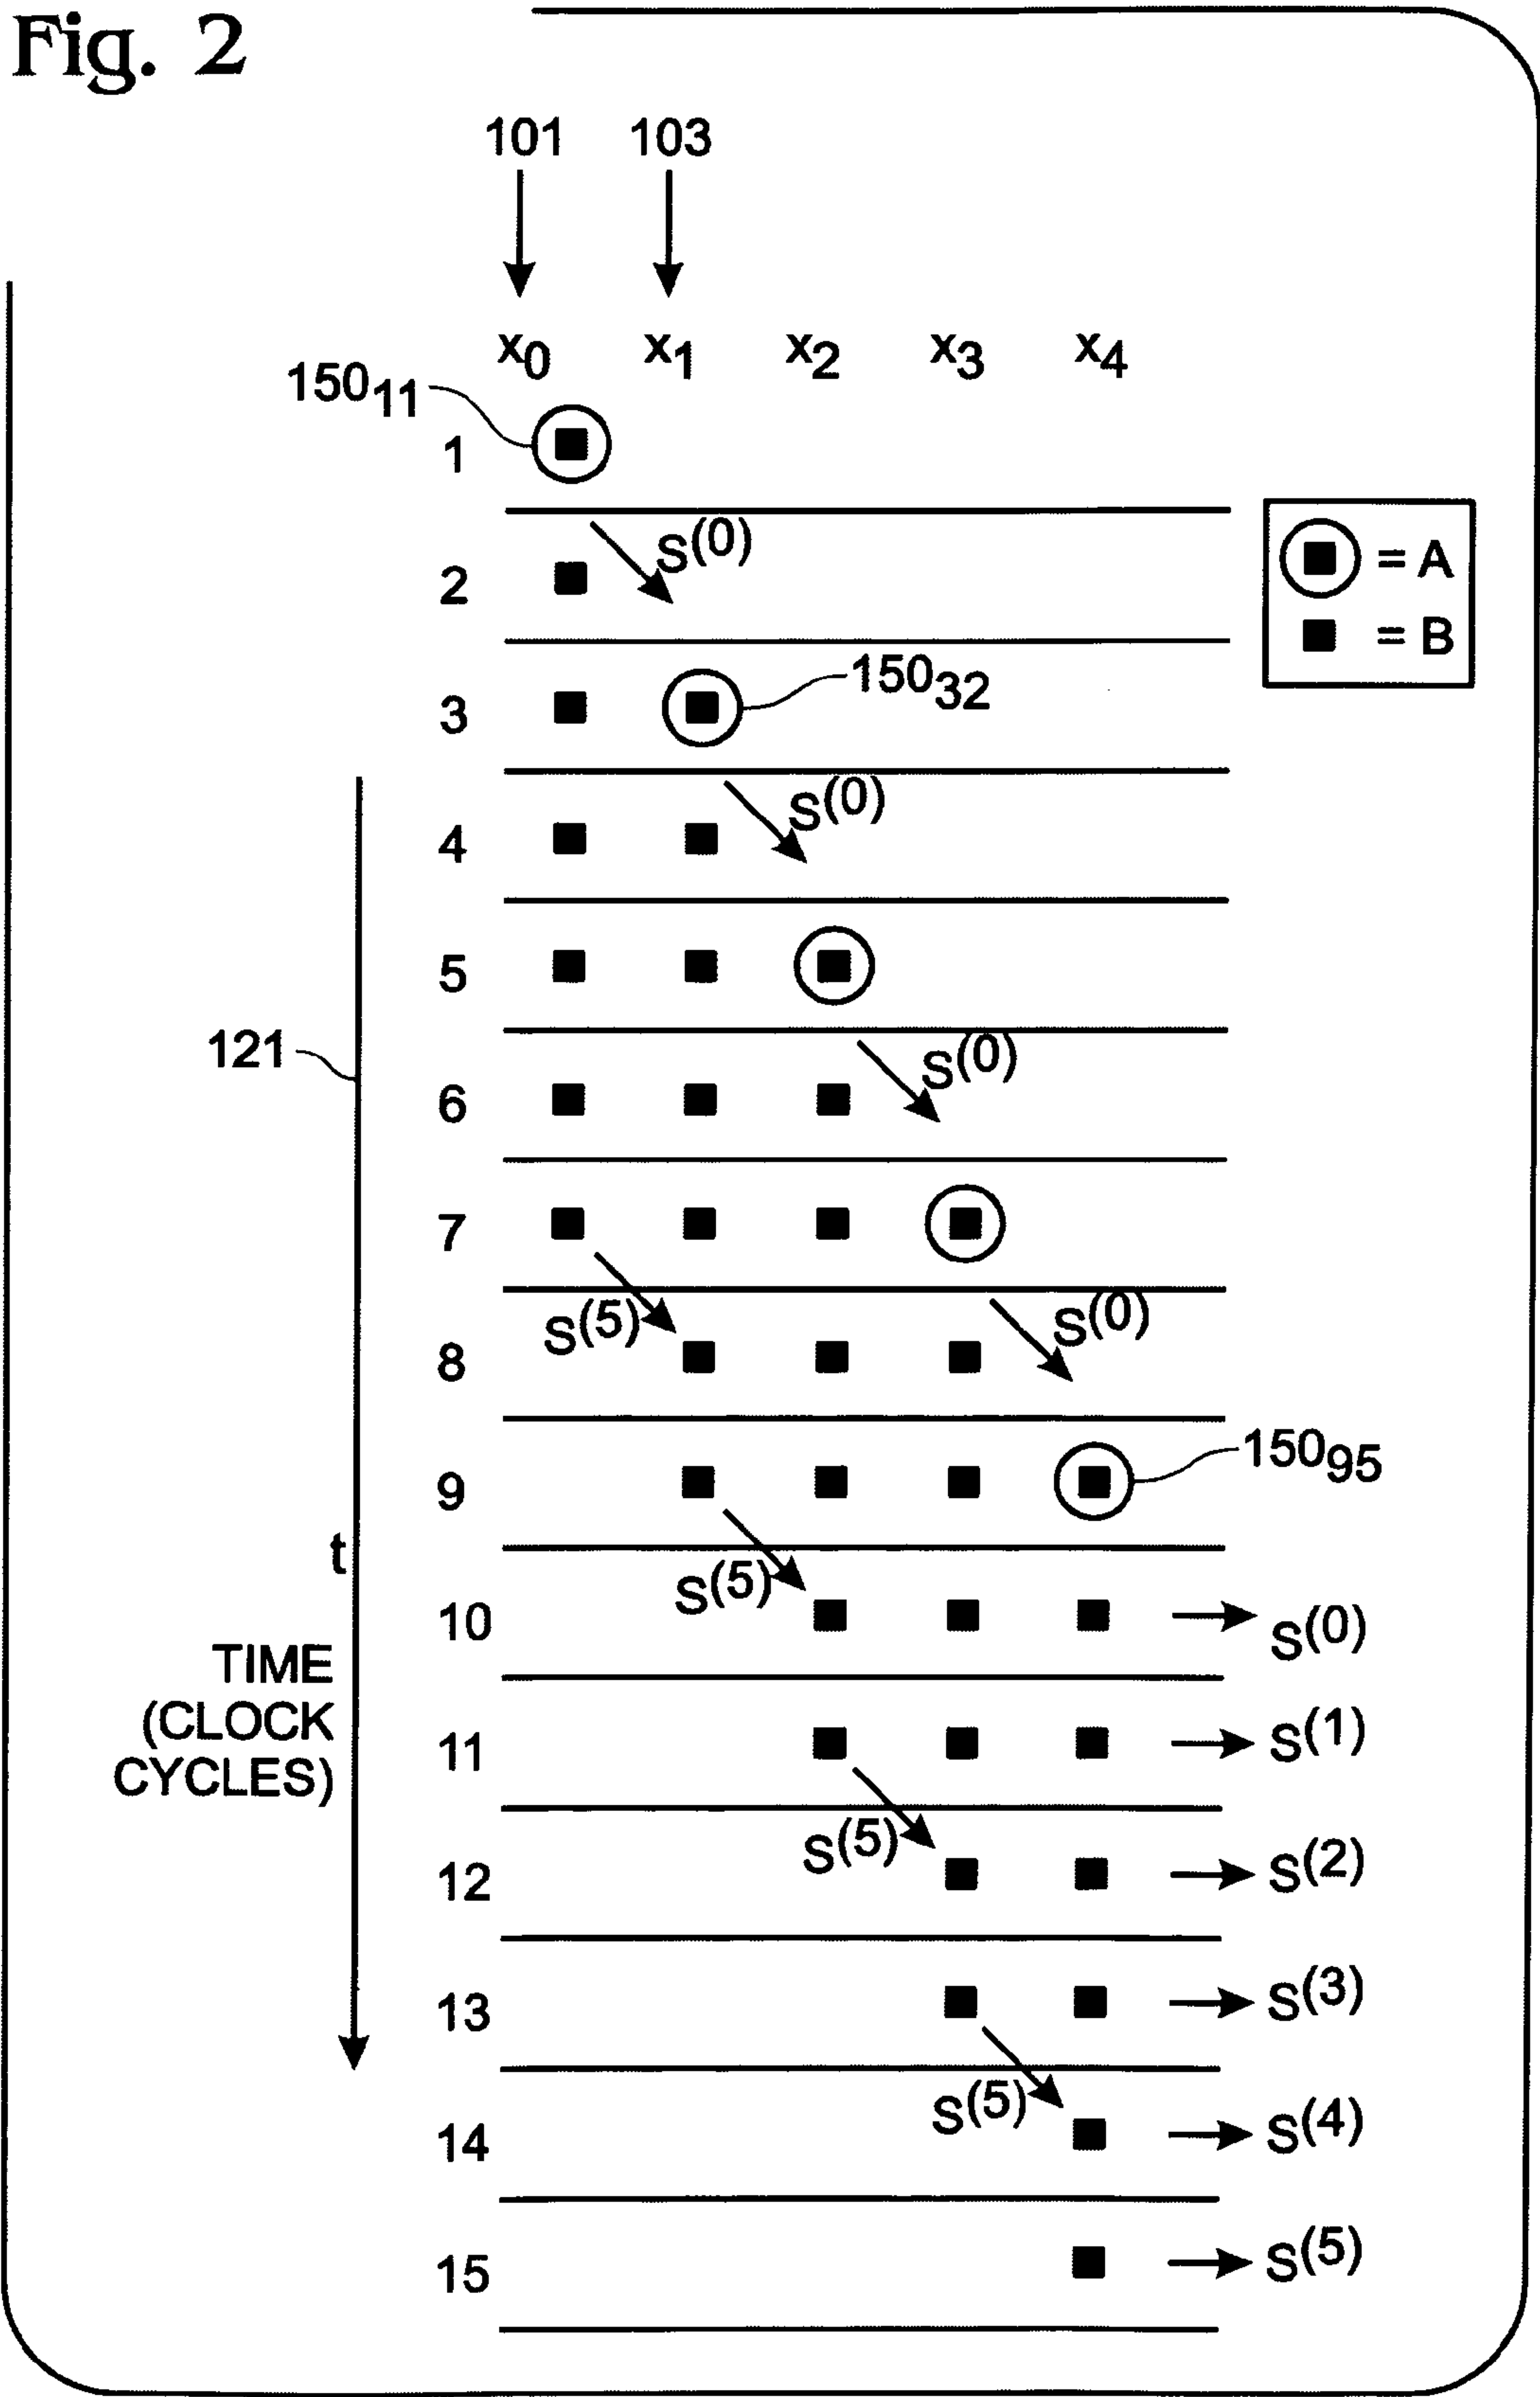 Fig. 2
101 103
x0 x1 x2 x3 x4
15011
1
S(0)
2
= A
= B
3
15032
S(0)
4
5
121
S(0)
6
7
S(5) S(0)
8
9
15095
t
S(5)
10 S(0)
TIME
(CLOCK
CYCLES)
11 S(1)
S(5)
12 S(2)
13 S(3)
S(5)
14 S(4)
15 S(5)